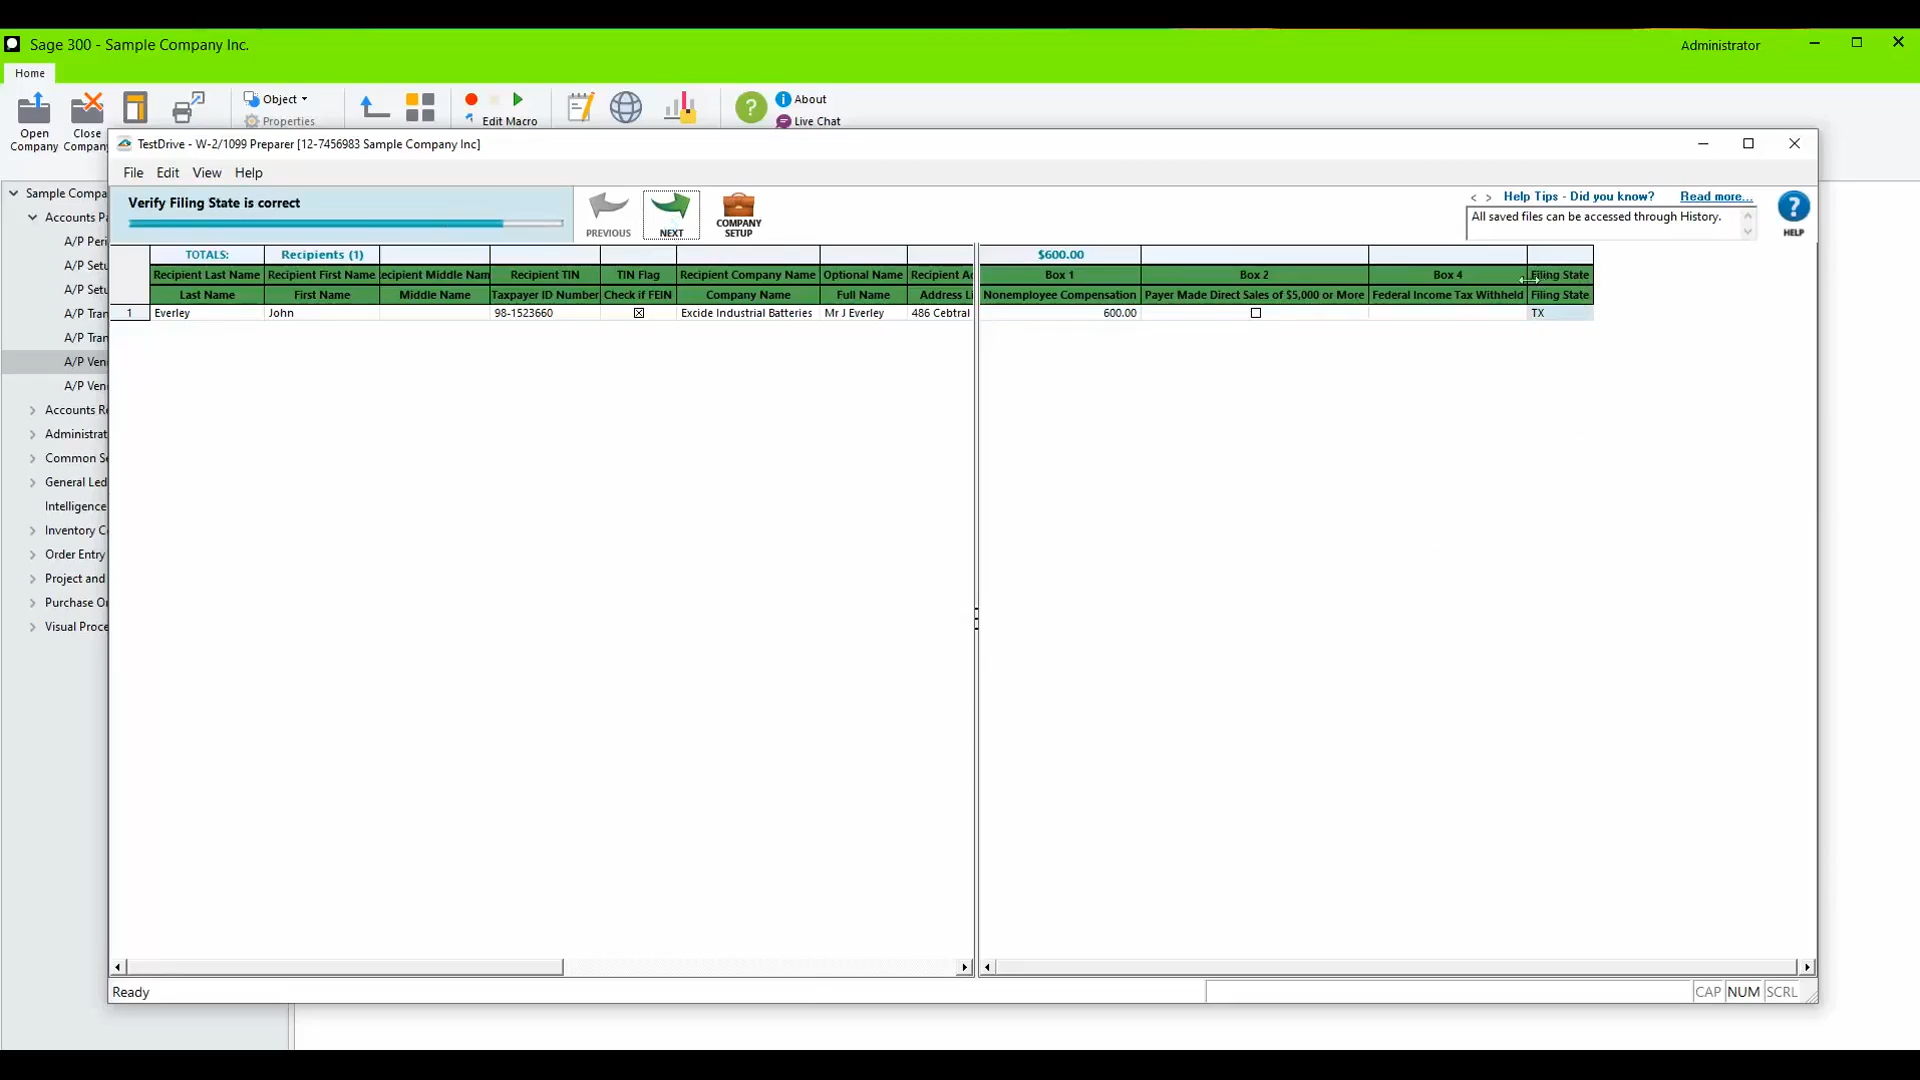 Sage 300 - Sample Company Inc.
Administrator
Home
Open Company
Close Company
Object
Properties
Edit Macro
About
Live Chat
TestDrive - W-2/1099 Preparer [12-7456983 Sample Company Inc]
File Edit View Help
Verify Filing State is correct
PREVIOUS
NEXT
COMPANY SETUP
< > Help Tips - Did you know? Read more...
All saved files can be accessed through History.
HELP
Sample Compa
Accounts Pa
A/P Peri
A/P Setu
A/P Setu
A/P Tran
A/P Tran
A/P Ven
A/P Ven
Accounts Re
Administrat
Common Se
General Led
Intelligence
Inventory Co
Order Entry
Project and
Purchase Or
Visual Proce
TOTALS: Recipients (1) $600.00
Recipient Last Name Recipient First Name ecipient Middle Nam Recipient TIN TIN Flag Recipient Company Name Optional Name Recipient Ad Box 1 Box 2 Box 4 Filing State
Last Name First Name Middle Name Taxpayer ID Number Check if FEIN Company Name Full Name Address Li Nonemployee Compensation Payer Made Direct Sales of $5,000 or More Federal Income Tax Withheld Filing State
1 Everley John 98-1523660 Excide Industrial Batteries Mr J Everley 486 Cebtral 600.00 TX
Ready
CAP NUM SCRL